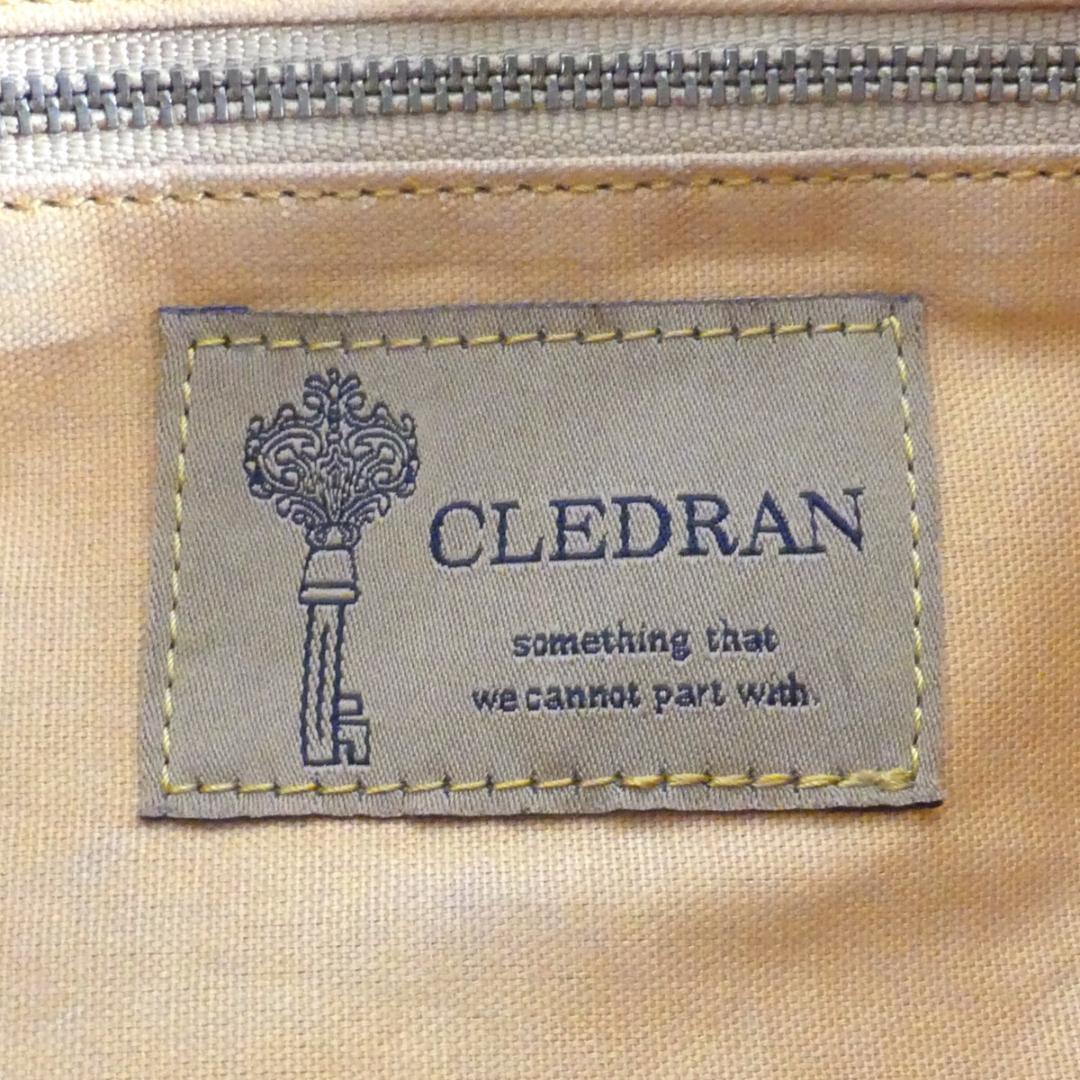 CLEDRAN
something that
we cannot part with.